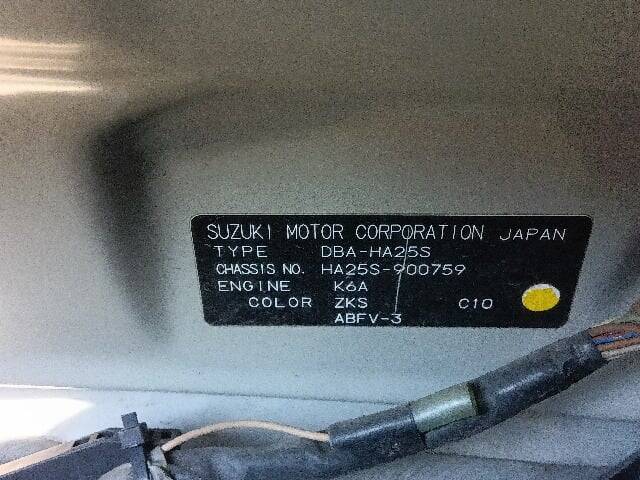 SUZUKI MOTOR CORPORATION JAPAN
TYPE DBA-HA25S
CHASSIS NO. HA25S-900759
ENGINE K6A
COLOR ZKS C10
ABFV-3